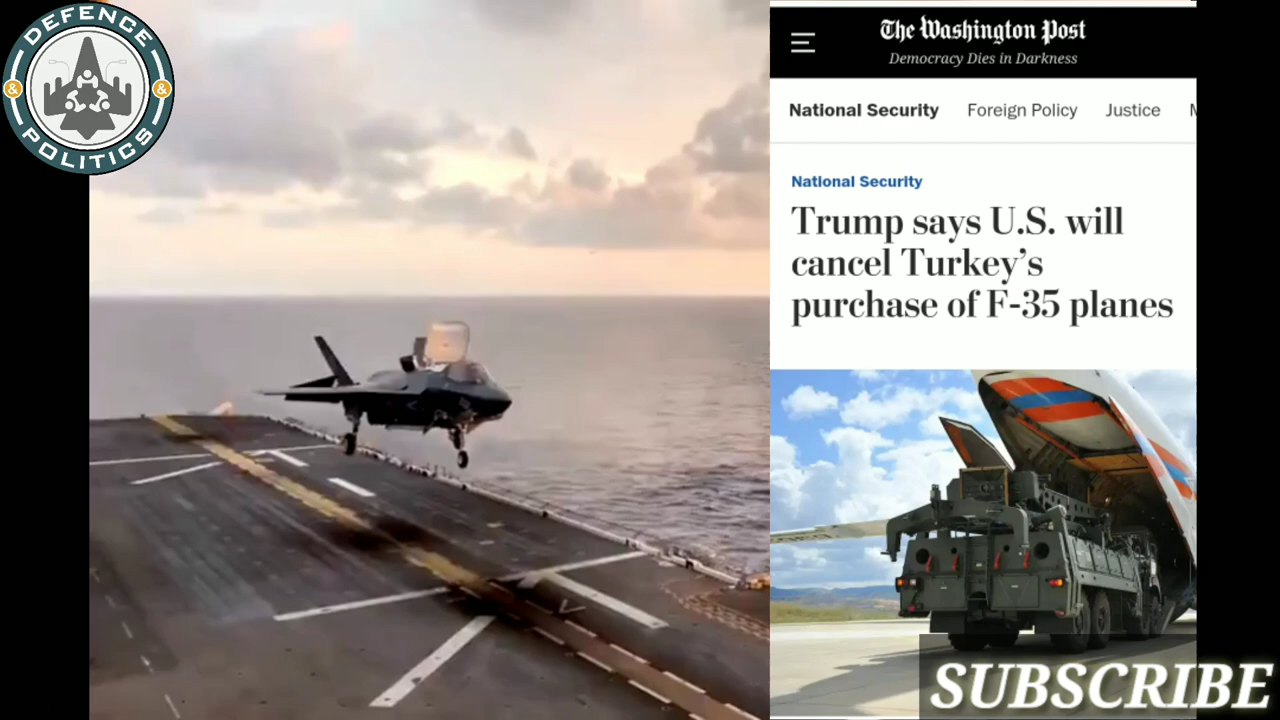 DEFENCE
&
&
POLITICS
The Washington Post
Democracy Dies in Darkness
National Security
Foreign Policy
Justice
National Security
Trump says U.S. will
cancel Turkey’s
purchase of F-35 planes
SUBSCRIBE